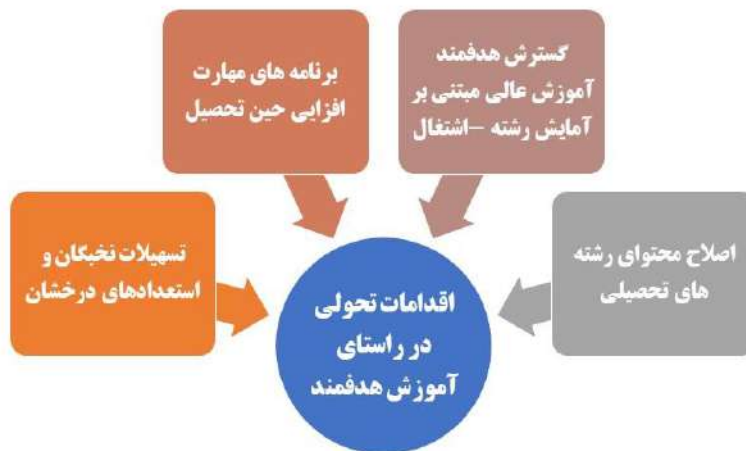 گسترش هدفمند
آموزش عالی مبتنی بر
آمایش رشته –اشتغال
برنامه های مهارت
افزایی حین تحصیل
اصلاح محتوای رشته
های تحصیلی
تسهیلات نخبگان و
استعدادهای درخشان
اقدامات تحولی
در راستای
آموزش هدفمند